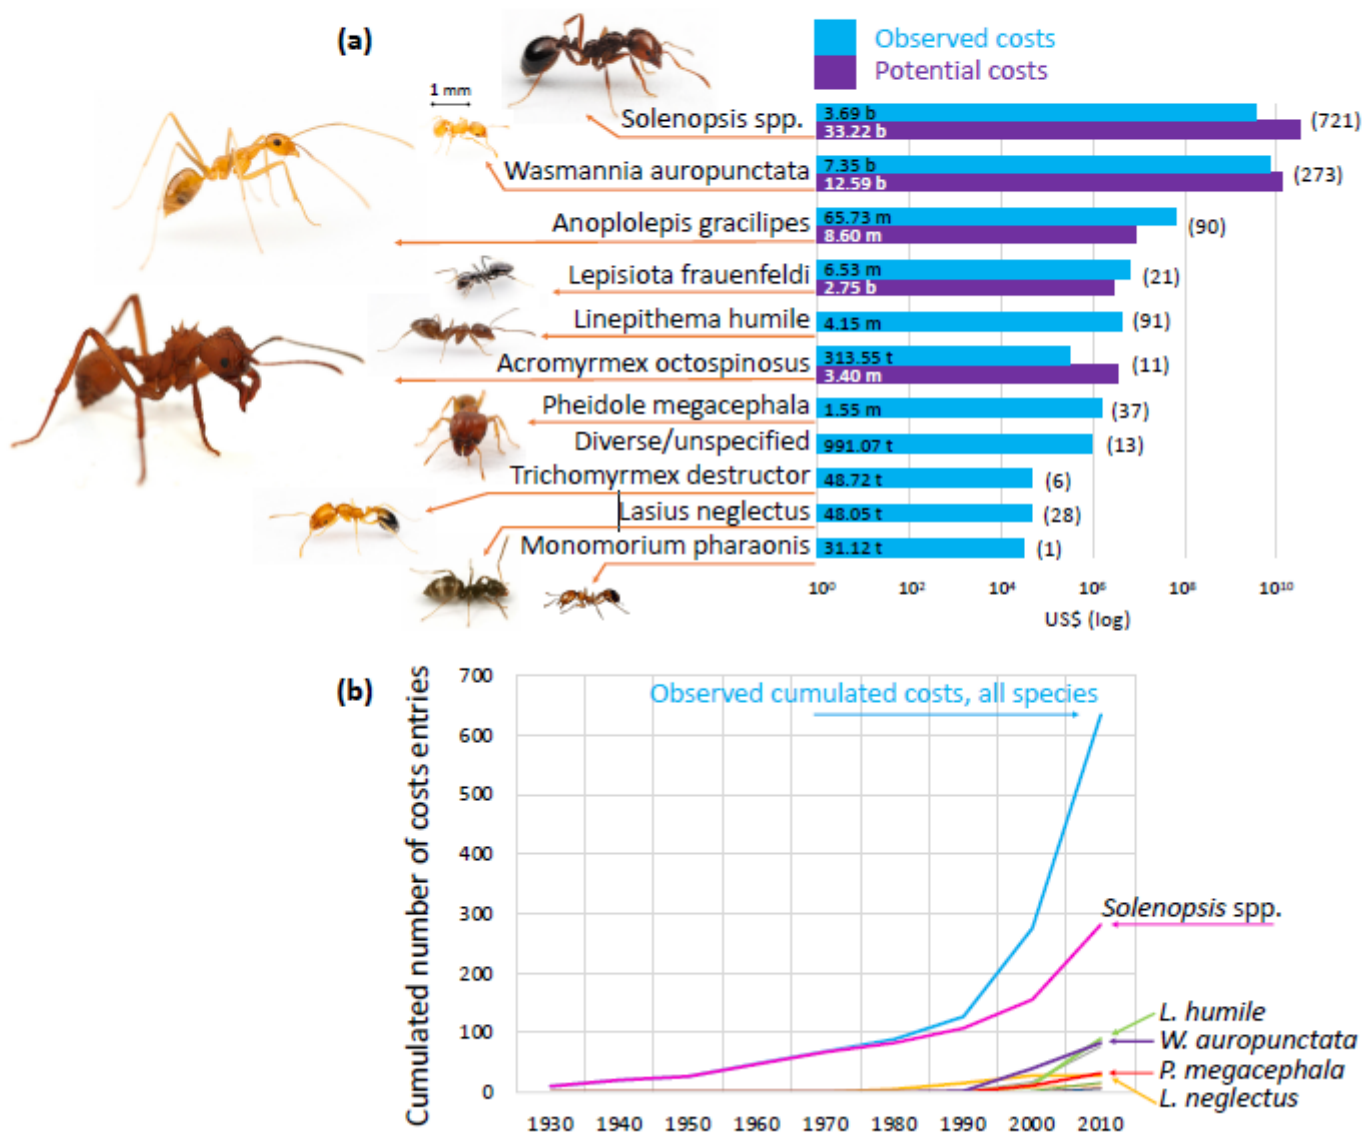 (a)
Observed costs
Potential costs
1 mm
Solenopsis spp.
3.69 b
33.22 b
(721)
Wasmannia auropunctata
7.35 b
12.59 b
(273)
Anoplolepis gracilipes
65.73 m
8.60 m
(90)
Lepisiota frauenfeldi
6.53 m
2.75 b
(21)
Linepithema humile
4.15 m
(91)
Acromyrmex octospinosus
313.55 t
3.40 m
(11)
Pheidole megacephala
1.55 m
(37)
Diverse/unspecified
991.07 t
(13)
Trichomyrmex destructor
48.72 t
(6)
Lasius neglectus
48.05 t
(28)
Monomorium pharaonis
31.12 t
(1)
10⁰ 10² 10⁴ 10⁶ 10⁸ 10¹⁰
US$ (log)
(b)
Cumulated number of costs entries
700
600
500
400
300
200
100
0
Observed cumulated costs, all species
Solenopsis spp.
L. humile
W. auropunctata
P. megacephala
L. neglectus
1930 1940 1950 1960 1970 1980 1990 2000 2010